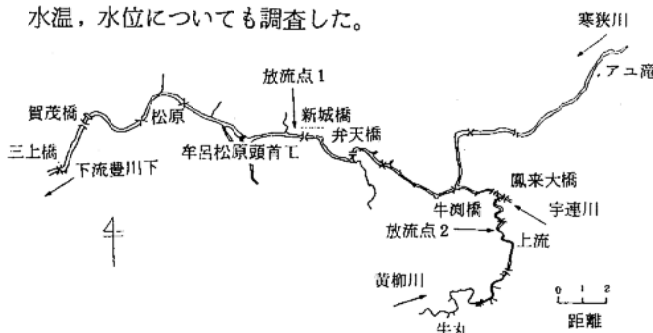 水温，水位についても調査した。
寒狭川
アユ滝
放流点1
賀茂橋
松原
新城橋
弁天橋
三上橋
牟呂松原頭首工
下流豊川下
鳳来大橋
牛渕橋
宇連川
放流点2
上流
黄柳川
牛丸
0 1 2
距離